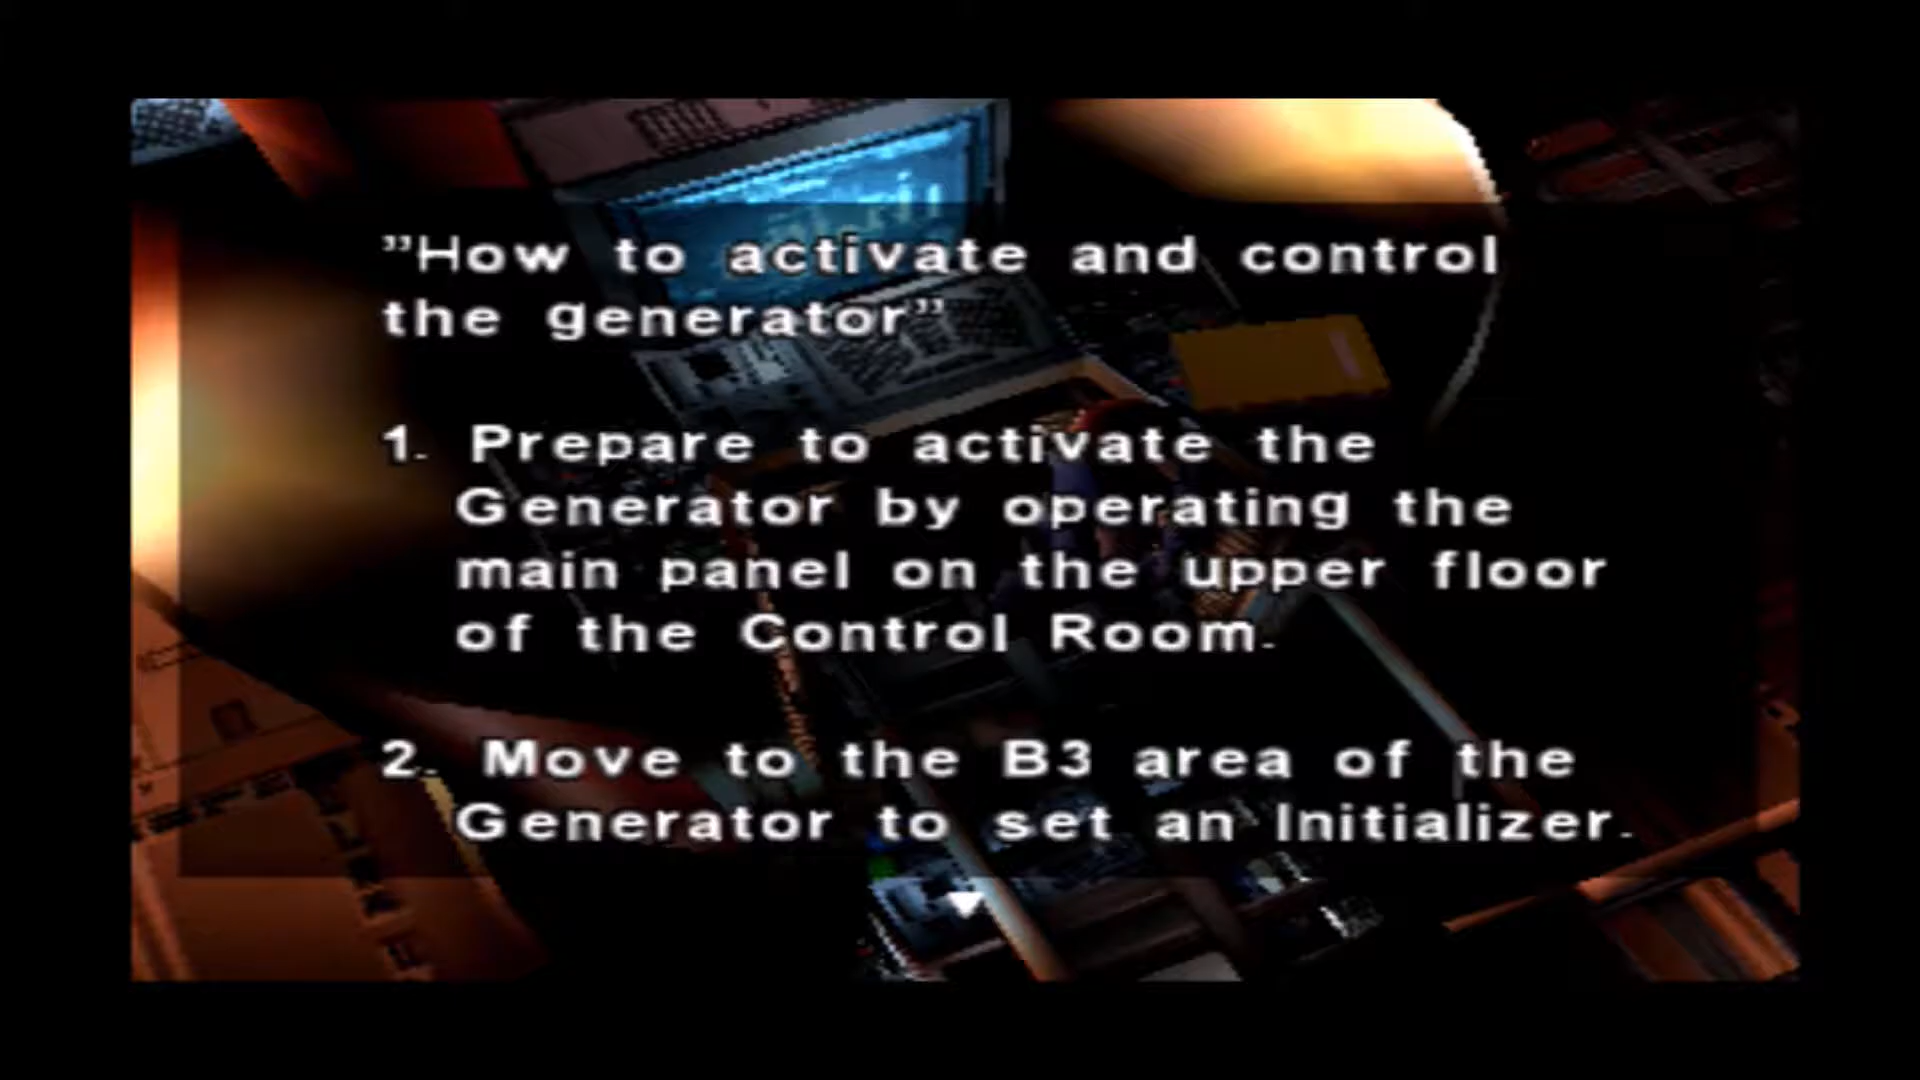 ”How to activate and control
the generator”
1. Prepare to activate the
Generator by operating the
main panel on the upper floor
of the Control Room.
2. Move to the B3 area of the
Generator to set an Initializer.